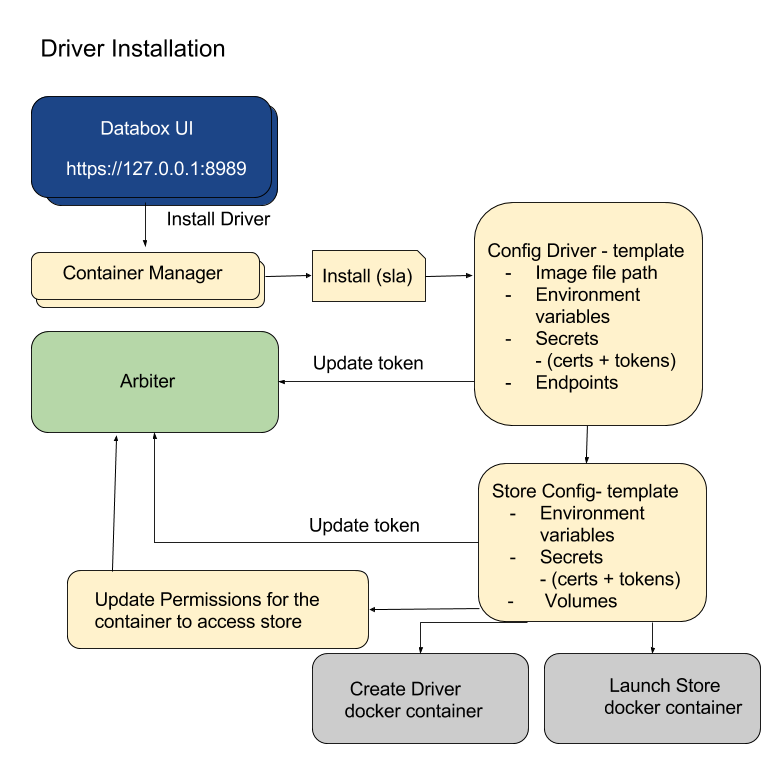 Driver Installation
Databox UI
https://127.0.0.1:8989
Install Driver
Container Manager
Install (sla)
Config Driver - template
- Image file path
- Environment
variables
- Secrets
- (certs + tokens)
- Endpoints
Update token
Arbiter
Store Config- template
- Environment
variables
- Secrets
- (certs + tokens)
- Volumes
Update token
Update Permissions for the
container to access store
Create Driver
docker container
Launch Store
docker container